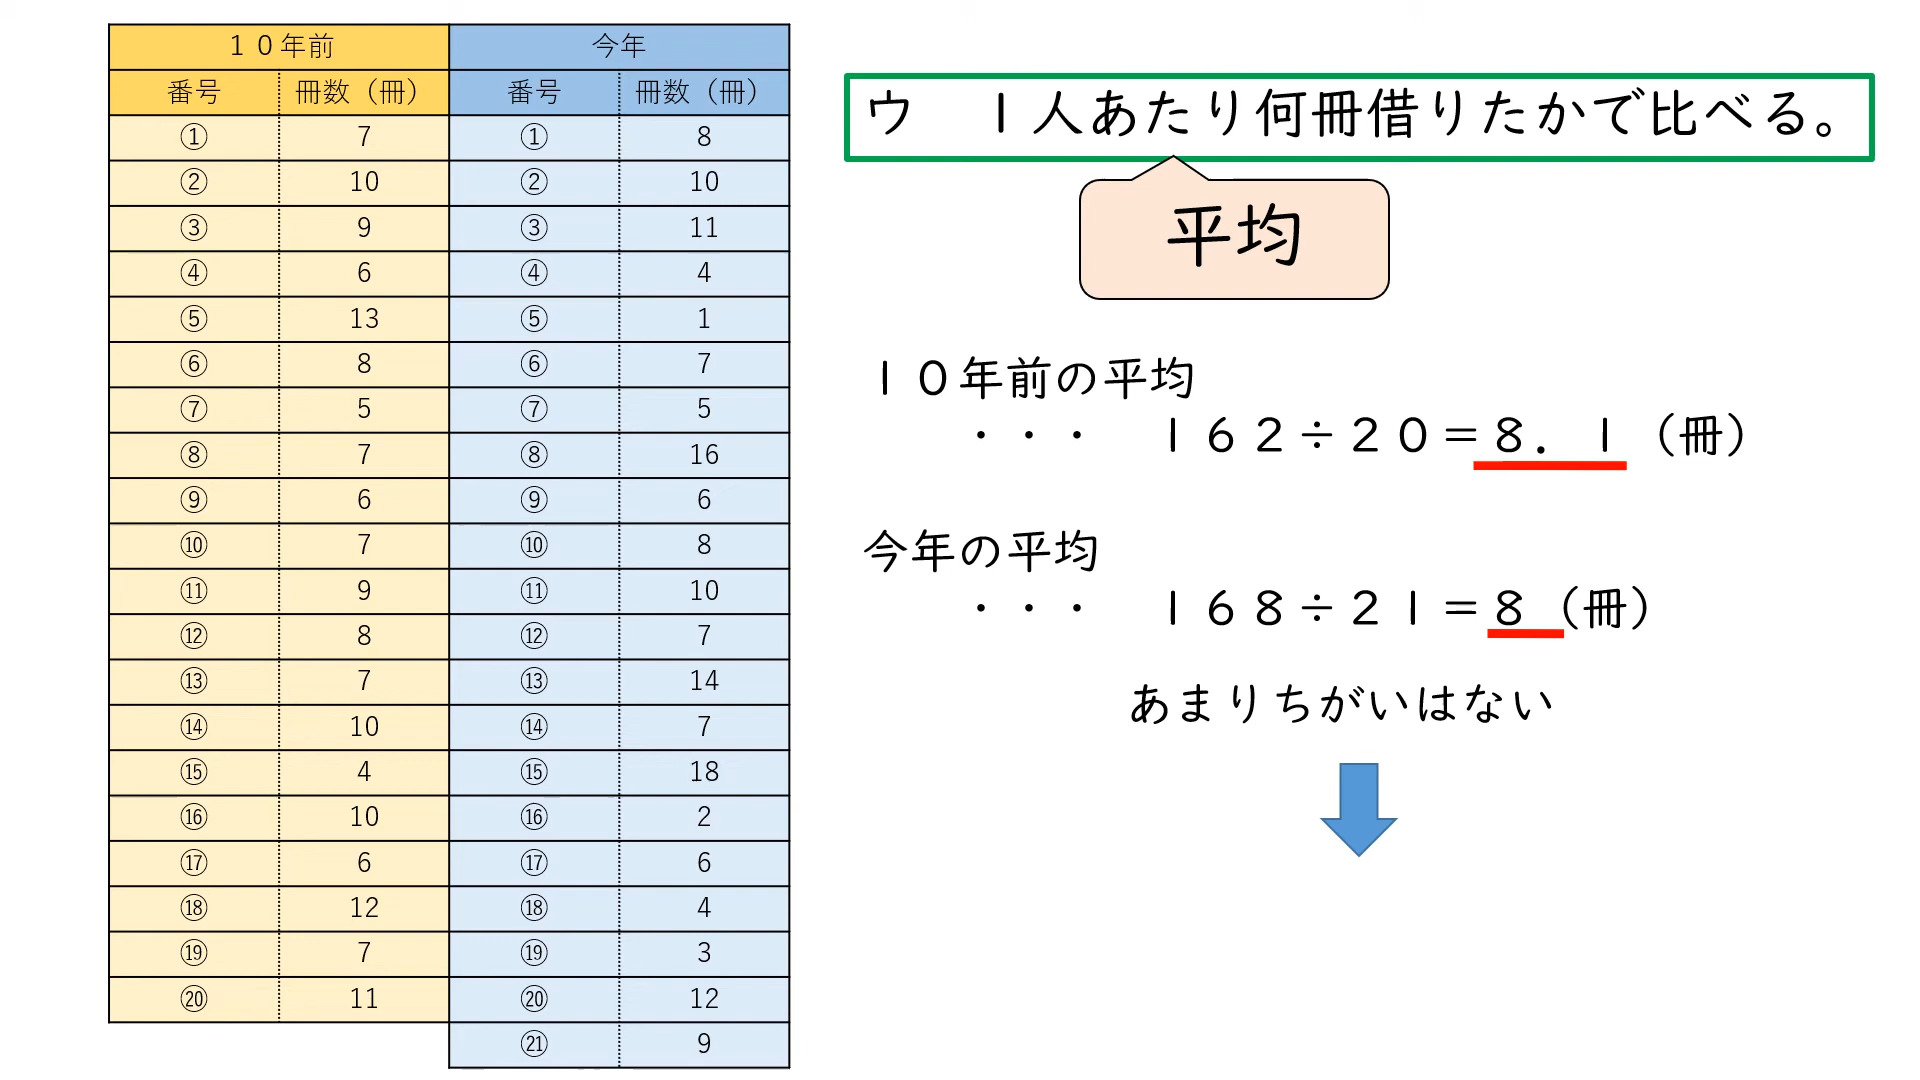 １０年前 今年
番号 冊数（冊） 番号 冊数（冊）
① 7 ① 8
② 10 ② 10
③ 9 ③ 11
④ 6 ④ 4
⑤ 13 ⑤ 1
⑥ 8 ⑥ 7
⑦ 5 ⑦ 5
⑧ 7 ⑧ 16
⑨ 6 ⑨ 6
⑩ 7 ⑩ 8
⑪ 9 ⑪ 10
⑫ 8 ⑫ 7
⑬ 7 ⑬ 14
⑭ 10 ⑭ 7
⑮ 4 ⑮ 18
⑯ 10 ⑯ 2
⑰ 6 ⑰ 6
⑱ 12 ⑱ 4
⑲ 7 ⑲ 3
⑳ 11 ⑳ 12
㉑ 9
ウ　１人あたり何冊借りたかで比べる。
平均
１０年前の平均
・・・　１６２÷２０＝８．１（冊）
今年の平均
・・・　１６８÷２１＝８（冊）
あまりちがいはない